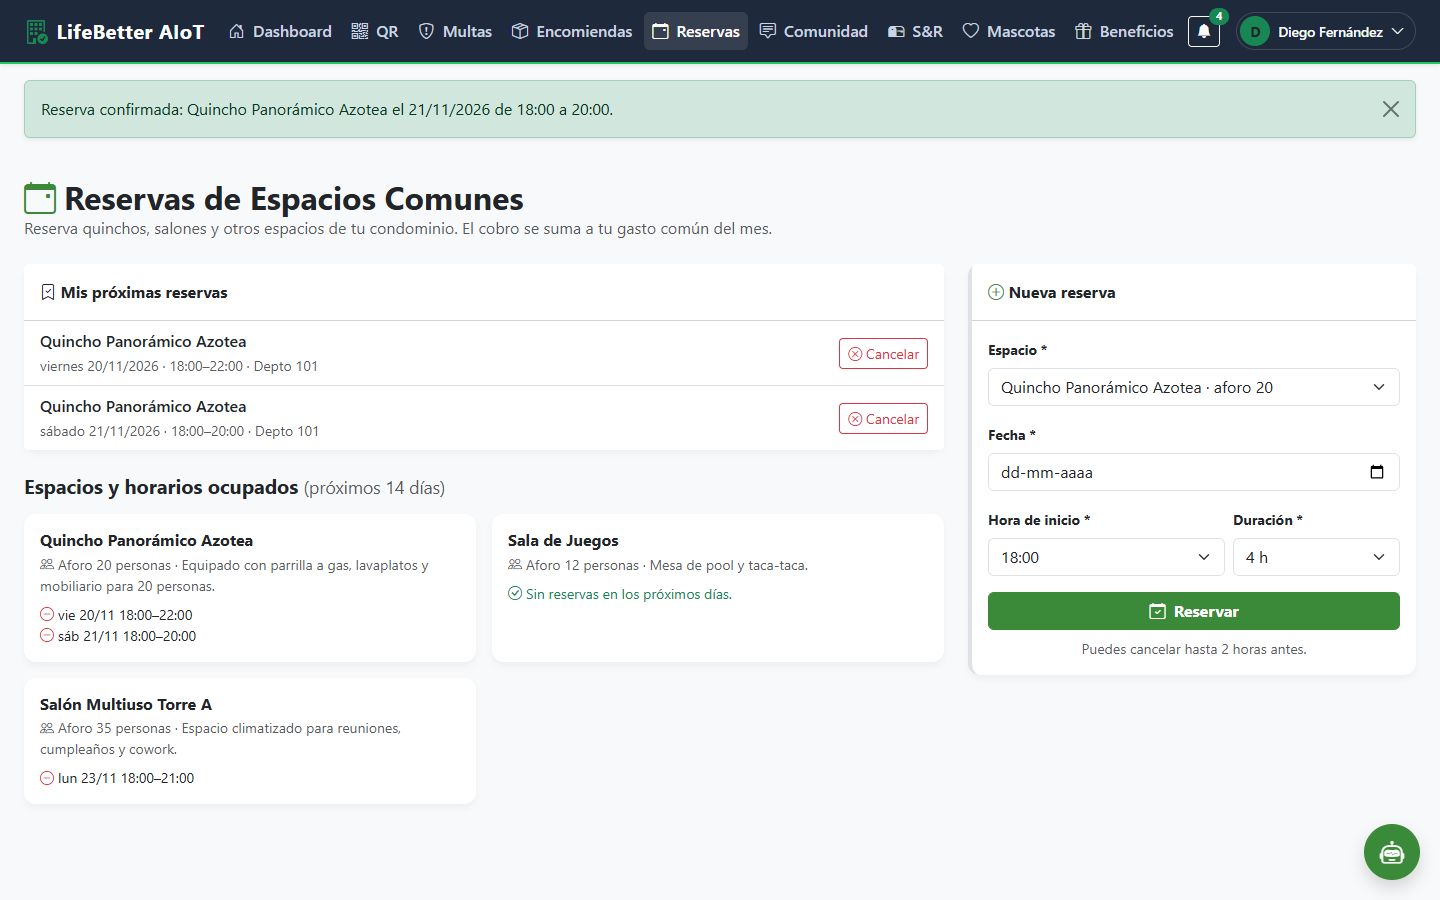 LifeBetter AIoT
Dashboard
QR
Multas
Encomiendas
Reservas
Comunidad
S&R
Mascotas
Beneficios
4
D
Diego Fernández
Reserva confirmada: Quincho Panorámico Azotea el 21/11/2026 de 18:00 a 20:00.
Reservas de Espacios Comunes
Reserva quinchos, salones y otros espacios de tu condominio. El cobro se suma a tu gasto común del mes.
Mis próximas reservas
Quincho Panorámico Azotea
viernes 20/11/2026 · 18:00–22:00 · Depto 101
Cancelar
Quincho Panorámico Azotea
sábado 21/11/2026 · 18:00–20:00 · Depto 101
Cancelar
Espacios y horarios ocupados (próximos 14 días)
Quincho Panorámico Azotea
Aforo 20 personas · Equipado con parrilla a gas, lavaplatos y
mobiliario para 20 personas.
vie 20/11 18:00–22:00
sáb 21/11 18:00–20:00
Sala de Juegos
Aforo 12 personas · Mesa de pool y taca-taca.
Sin reservas en los próximos días.
Salón Multiuso Torre A
Aforo 35 personas · Espacio climatizado para reuniones,
cumpleaños y cowork.
lun 23/11 18:00–21:00
Nueva reserva
Espacio *
Quincho Panorámico Azotea · aforo 20
Fecha *
dd-mm-aaaa
Hora de inicio *
Duración *
18:00
4 h
Reservar
Puedes cancelar hasta 2 horas antes.